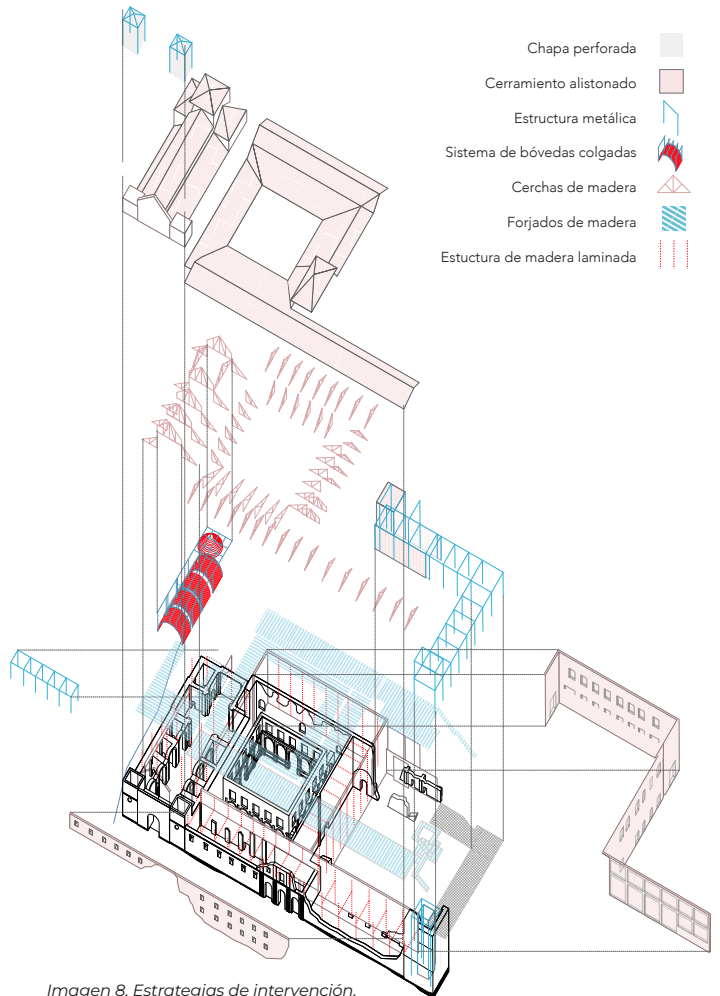 Chapa perforada
Cerramiento alistonado
Estructura metálica
Sistema de bóvedas colgadas
Cerchas de madera
Forjados de madera
Estuctura de madera laminada
Imagen 8. Estrategias de intervención.